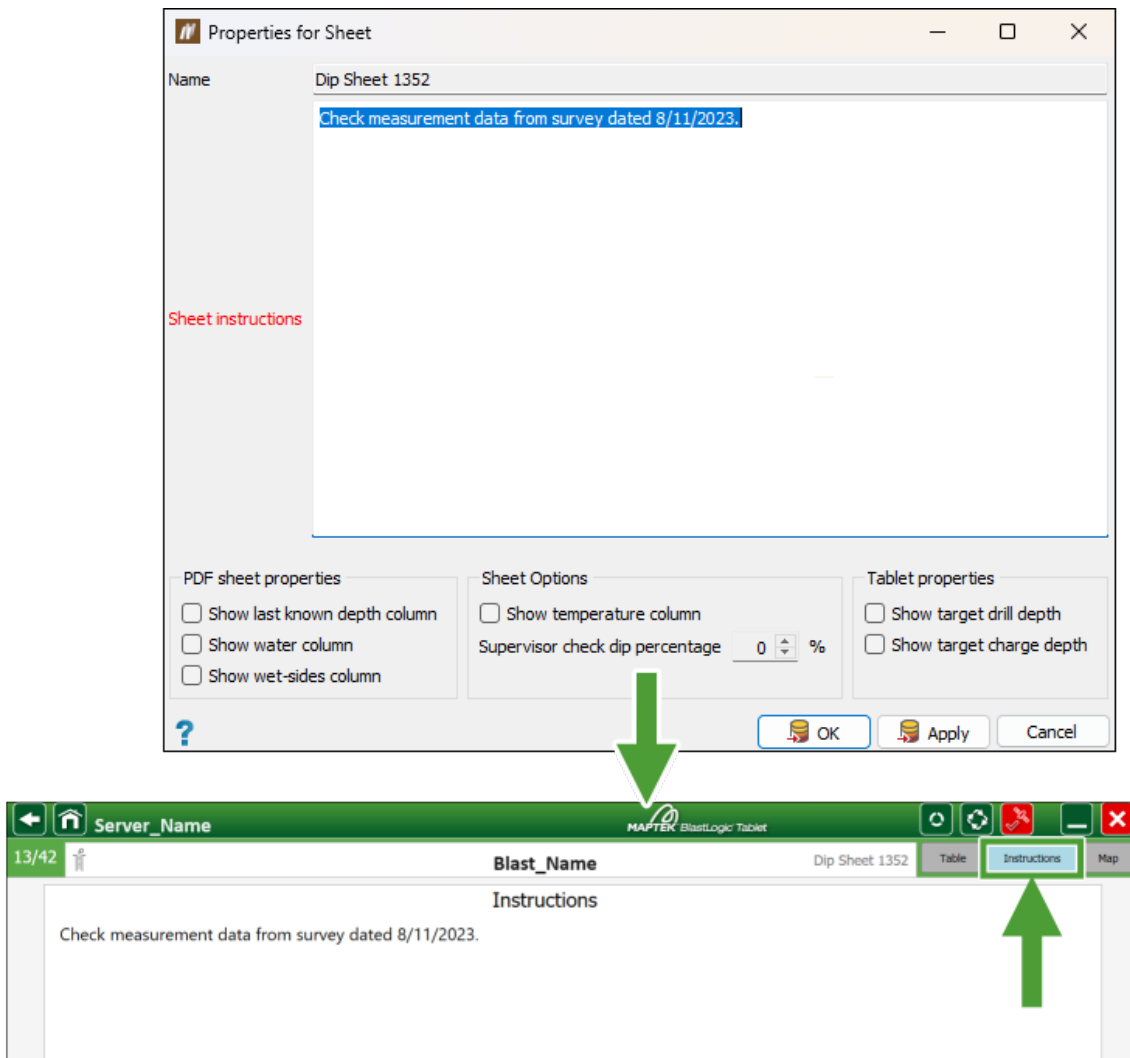 Properties for Sheet
Name Dip Sheet 1352
Check measurement data from survey dated 8/11/2023.
Sheet instructions
PDF sheet properties Sheet Options Tablet properties
Show last known depth column Show temperature column Show target drill depth
Show water column Supervisor check dip percentage 0 % Show target charge depth
Show wet-sides column
? OK Apply Cancel
Server_Name MAPTEK BlastLogic Tablet
13/42 Blast_Name Dip Sheet 1352 Table Instructions Map
Instructions
Check measurement data from survey dated 8/11/2023.